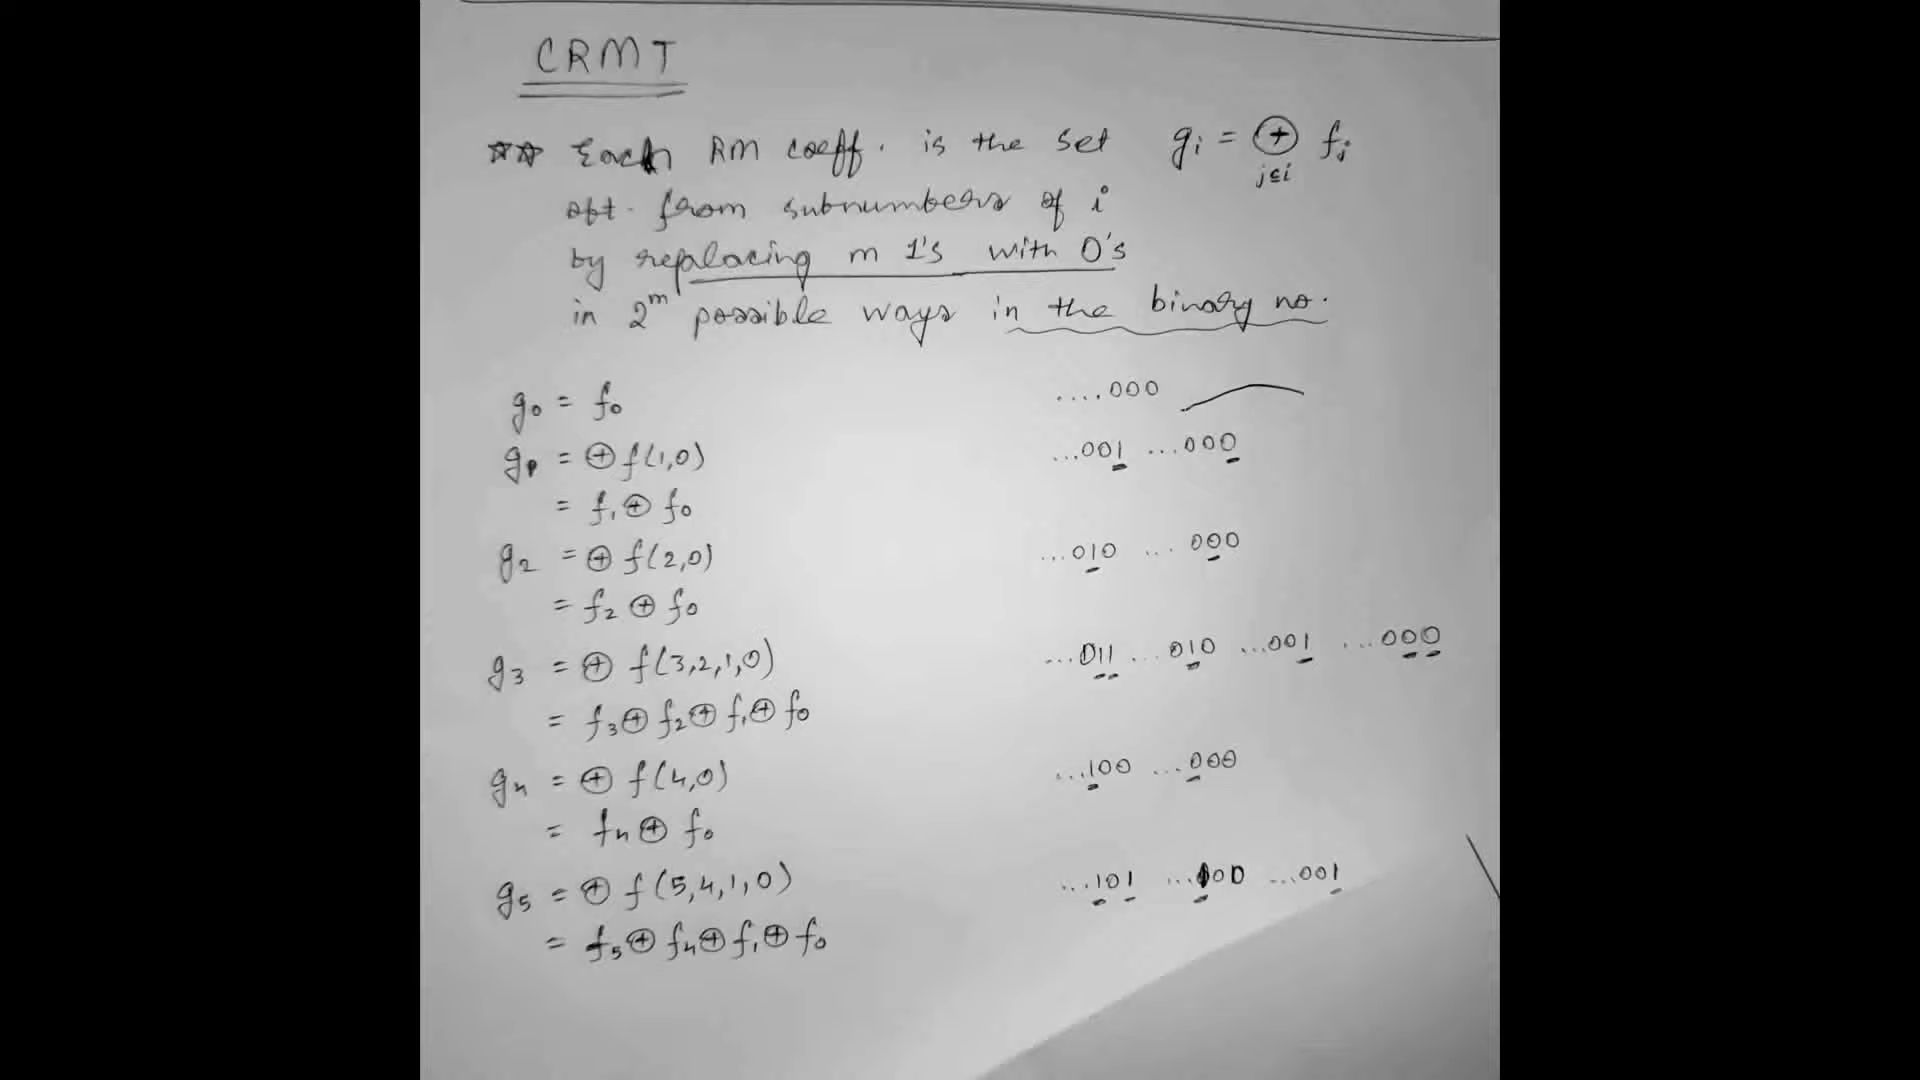 CRMT
☆☆ Each RM coeff. is the set gᵢ = ⊕ fⱼ
j⊆i
obt. from subnumbers of i
by replacing m 1's with 0's
in 2ᵐ possible ways in the binary no.
g₀ = f₀ ....000
g₁ = ⊕ f(1,0) ...001 ...000
= f₁ ⊕ f₀
g₂ = ⊕ f(2,0) ...010 ... 000
= f₂ ⊕ f₀
g₃ = ⊕ f(3,2,1,0) ...011 ...010 ...001 ...000
= f₃ ⊕ f₂ ⊕ f₁ ⊕ f₀
g₄ = ⊕ f(4,0) ...100 ...000
= f₄ ⊕ f₀
g₅ = ⊕ f(5,4,1,0) ...101 ...100 ...001
= f₅ ⊕ f₄ ⊕ f₁ ⊕ f₀